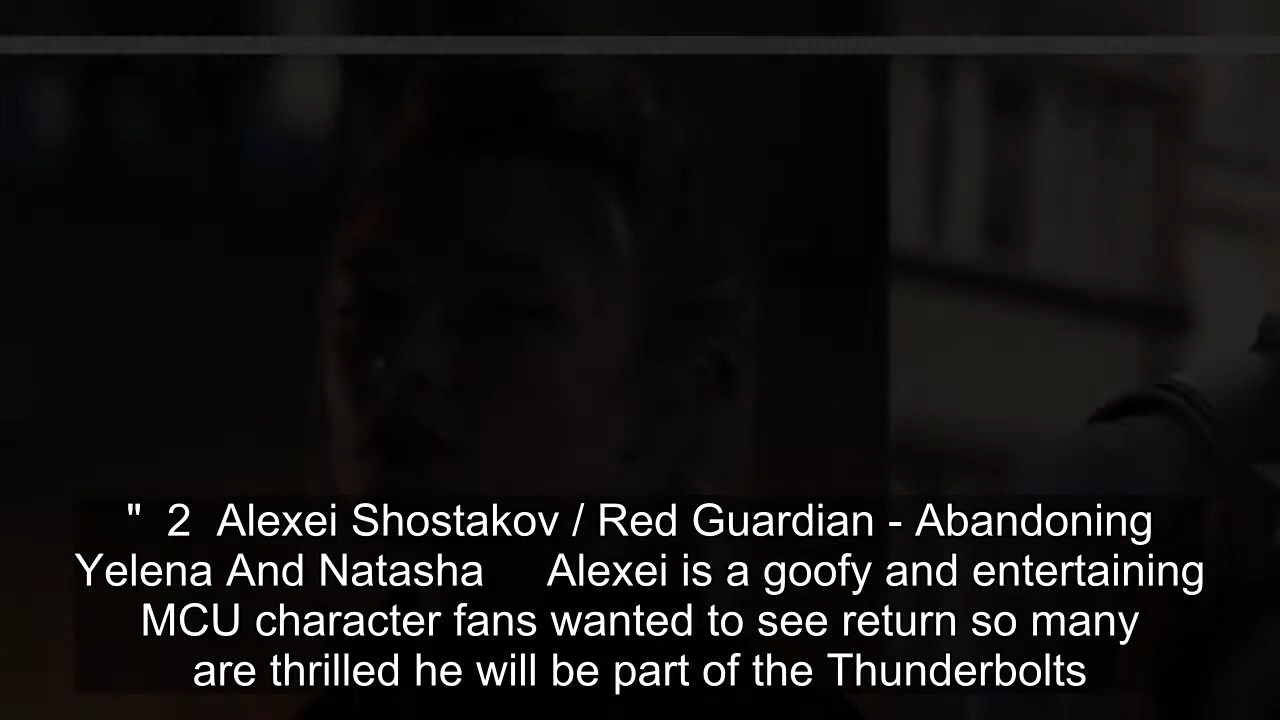 " 2 Alexei Shostakov / Red Guardian - Abandoning
Yelena And Natasha Alexei is a goofy and entertaining
MCU character fans wanted to see return so many
are thrilled he will be part of the Thunderbolts